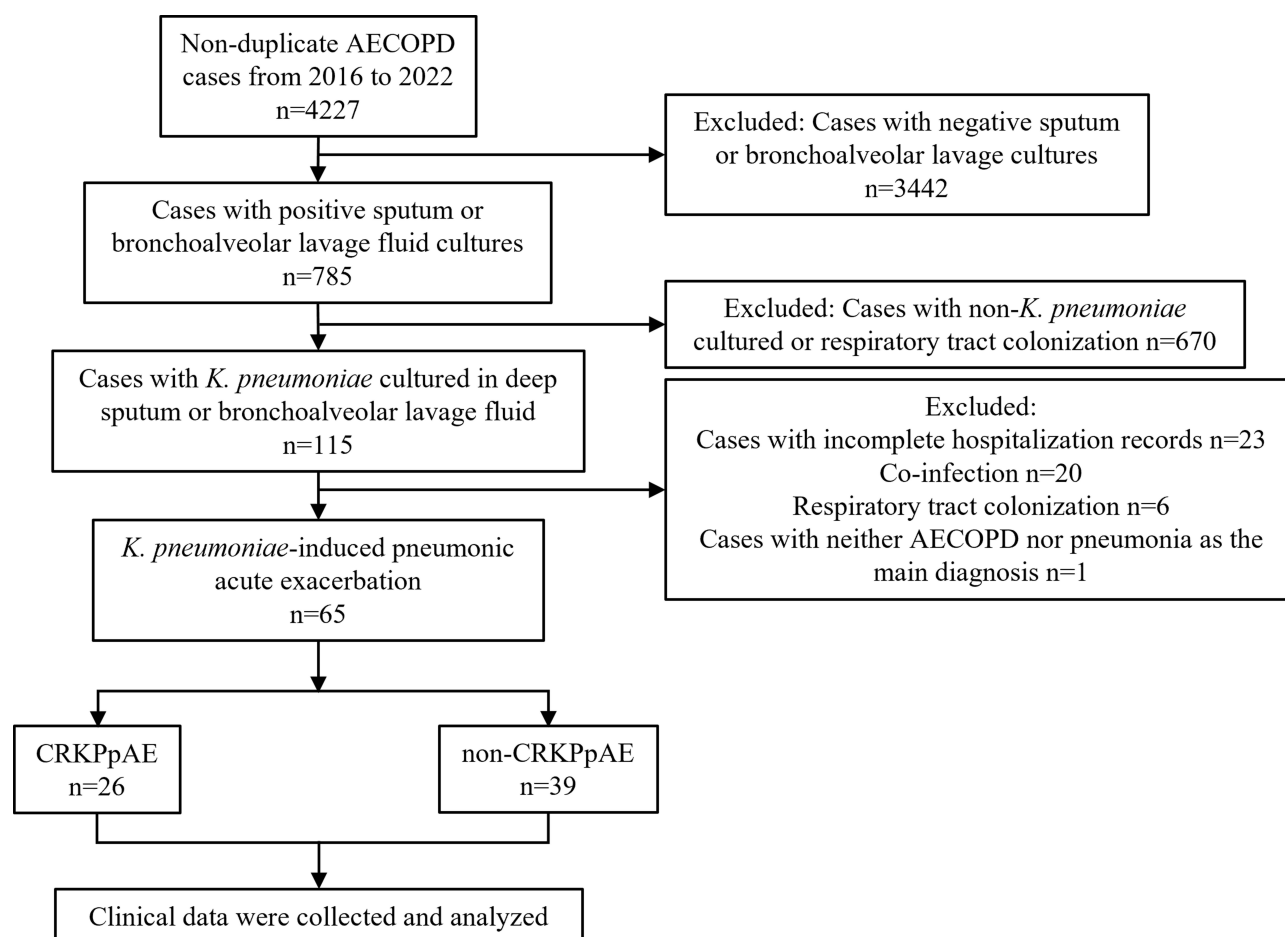 Non-duplicate AECOPD
cases from 2016 to 2022
n=4227
Excluded: Cases with negative sputum
or bronchoalveolar lavage cultures
n=3442
Cases with positive sputum or
bronchoalveolar lavage fluid cultures
n=785
Excluded: Cases with non-K. pneumoniae
cultured or respiratory tract colonization n=670
Cases with K. pneumoniae cultured in deep
sputum or bronchoalveolar lavage fluid
n=115
Excluded:
Cases with incomplete hospitalization records n=23
Co-infection n=20
Respiratory tract colonization n=6
Cases with neither AECOPD nor pneumonia as the
main diagnosis n=1
K. pneumoniae-induced pneumonic
acute exacerbation
n=65
CRKPpAE
n=26
non-CRKPpAE
n=39
Clinical data were collected and analyzed